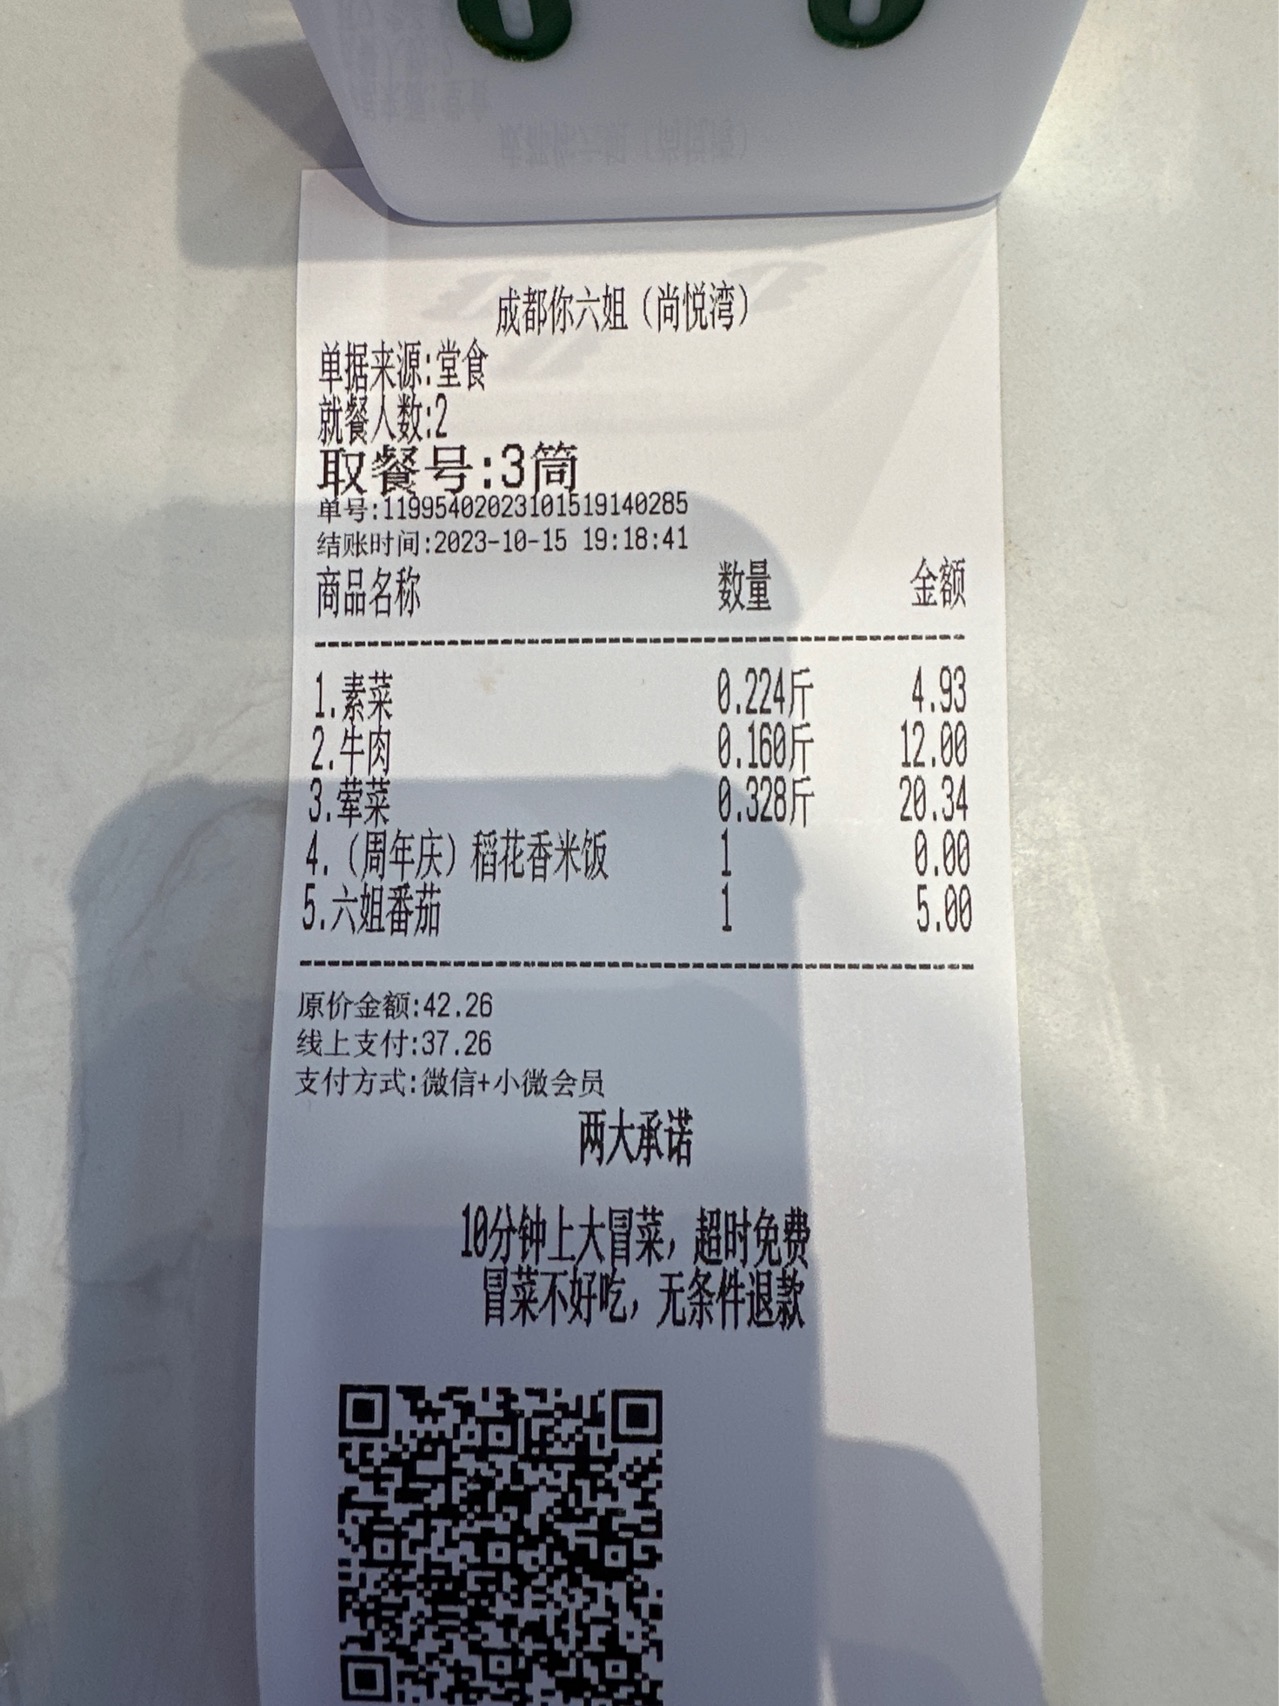 成都你六姐（尚悦湾）
单据来源:堂食
就餐人数:2
取餐号:3筒
单号:11995402023101519140285
结账时间:2023-10-15 19:18:41
商品名称 数量 金额
1.素菜 0.224斤 4.93
2.牛肉 0.160斤 12.00
3.荤菜 0.328斤 20.34
4.（周年庆）稻花香米饭 1 0.00
5.六姐番茄 1 5.00
原价金额:42.26
线上支付:37.26
支付方式:微信+小微会员
两大承诺
10分钟上大冒菜，超时免费
冒菜不好吃，无条件退款